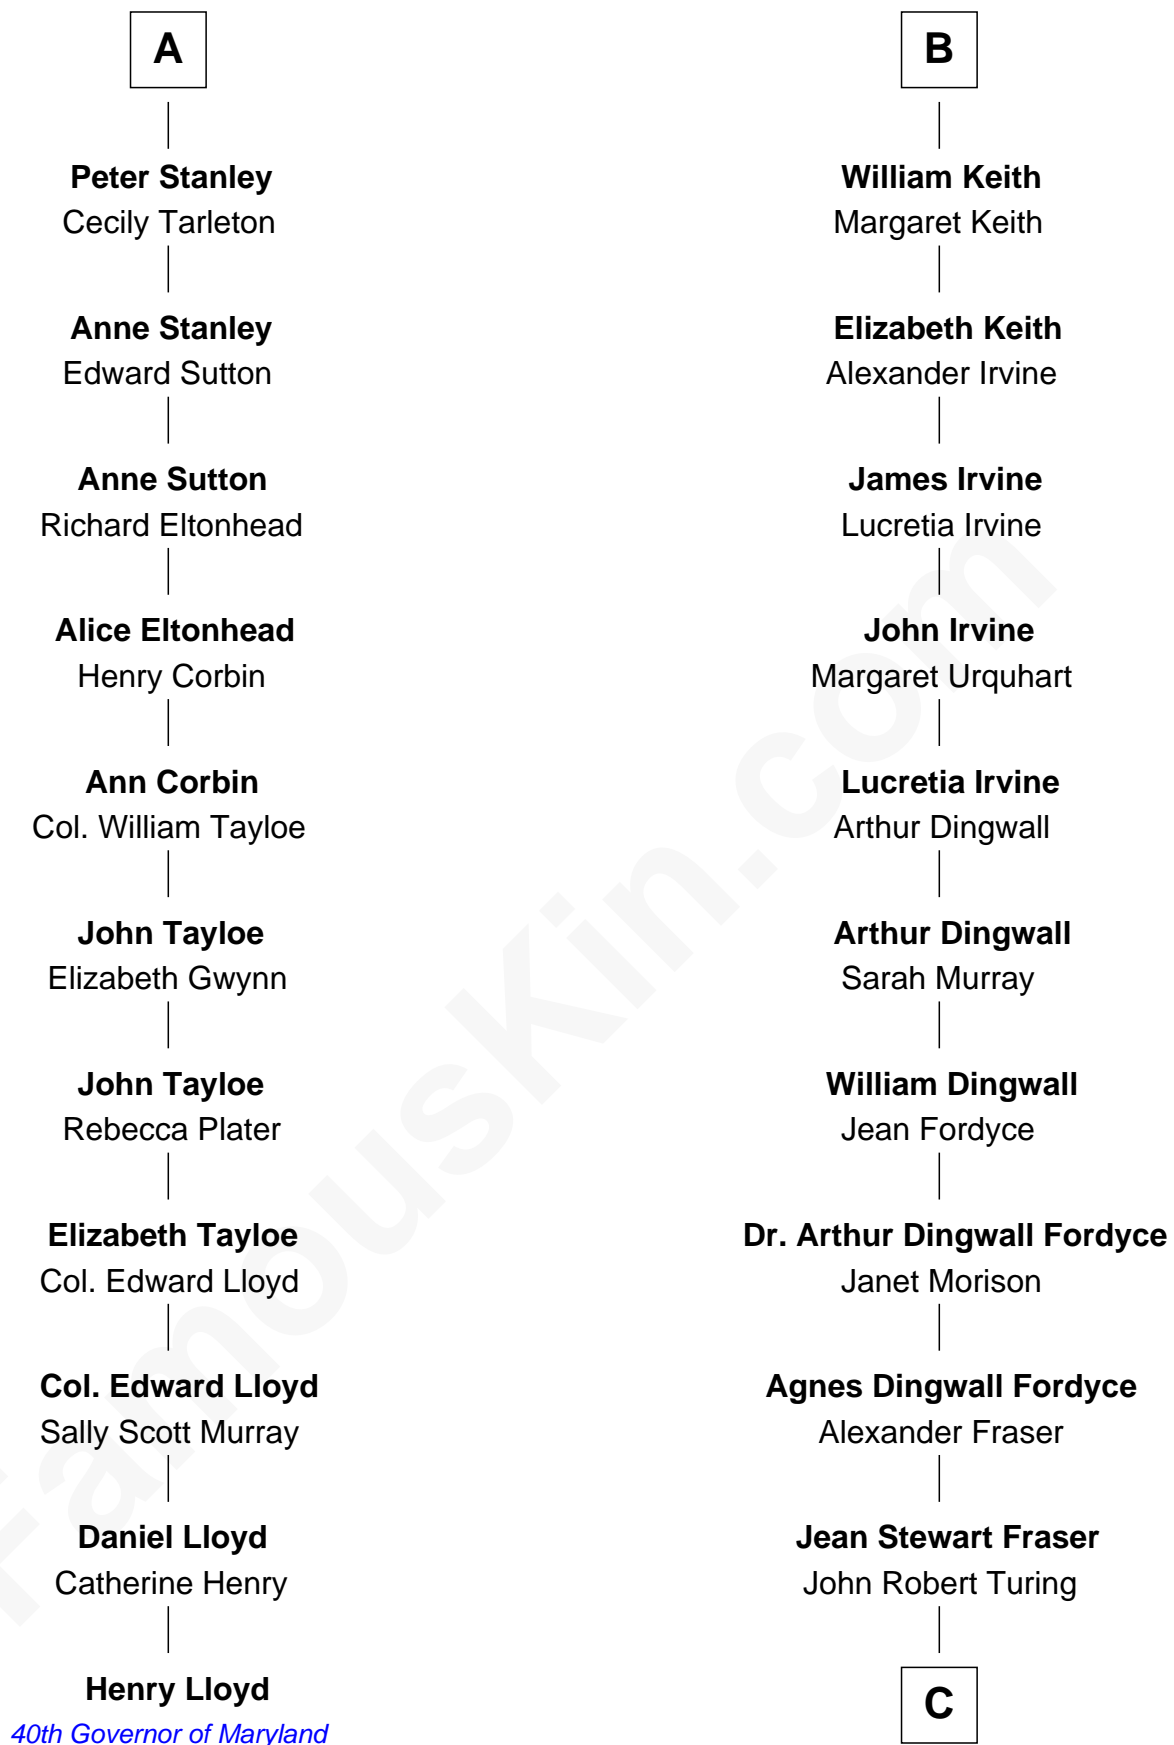 A
Peter Stanley
Cecily Tarleton
Anne Stanley
Edward Sutton
Anne Sutton
Richard Eltonhead
Alice Eltonhead
Henry Corbin
Ann Corbin
Col. William Tayloe
John Tayloe
Elizabeth Gwynn
John Tayloe
Rebecca Plater
Elizabeth Tayloe
Col. Edward Lloyd
Col. Edward Lloyd
Sally Scott Murray
Daniel Lloyd
Catherine Henry
Henry Lloyd
40th Governor of Maryland
B
William Keith
Margaret Keith
Elizabeth Keith
Alexander Irvine
James Irvine
Lucretia Irvine
John Irvine
Margaret Urquhart
Lucretia Irvine
Arthur Dingwall
Arthur Dingwall
Sarah Murray
William Dingwall
Jean Fordyce
Dr. Arthur Dingwall Fordyce
Janet Morison
Agnes Dingwall Fordyce
Alexander Fraser
Jean Stewart Fraser
John Robert Turing
C
FamousKin.com